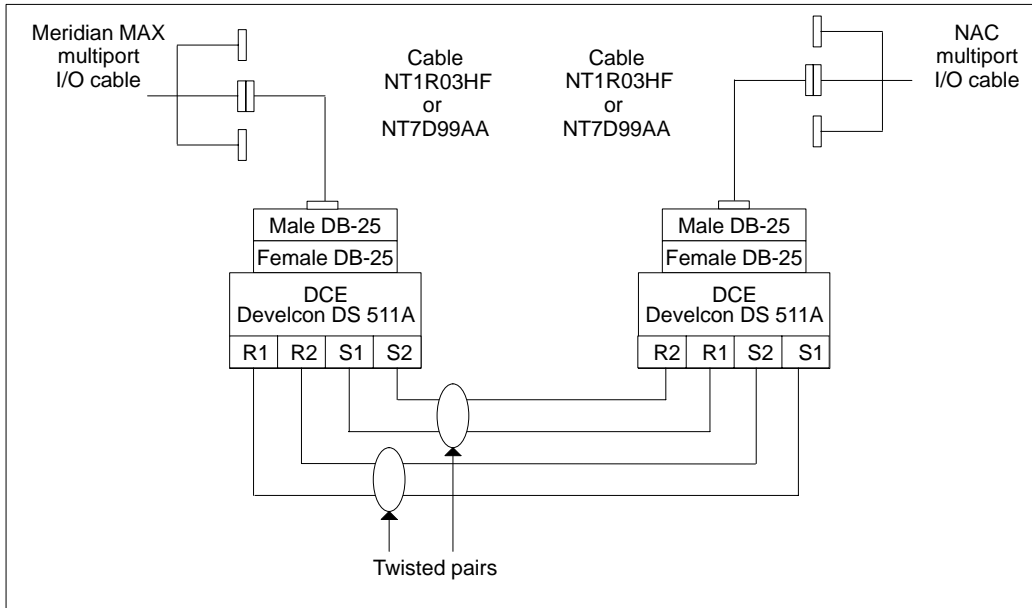 Meridian MAX
multiport
I/O cable
Cable
NT1R03HF
or
NT7D99AA
Cable
NT1R03HF
or
NT7D99AA
NAC
multiport
I/O cable
Male DB-25
Female DB-25
DCE
Develcon DS 511A
R1 R2 S1 S2
Male DB-25
Female DB-25
DCE
Develcon DS 511A
R2 R1 S2 S1
Twisted pairs